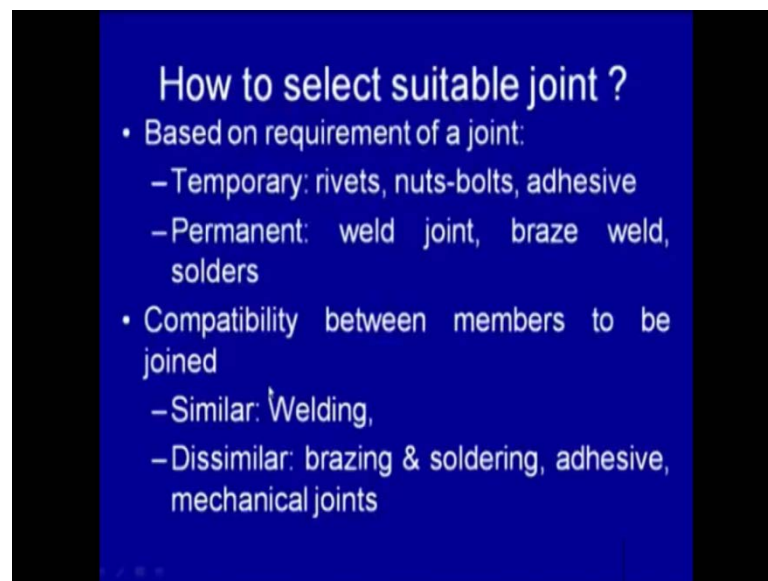 How to select suitable joint ?
• Based on requirement of a joint:
– Temporary: rivets, nuts-bolts, adhesive
– Permanent: weld joint, braze weld,
solders
• Compatibility between members to be
joined
– Similar: Welding,
– Dissimilar: brazing & soldering, adhesive,
mechanical joints